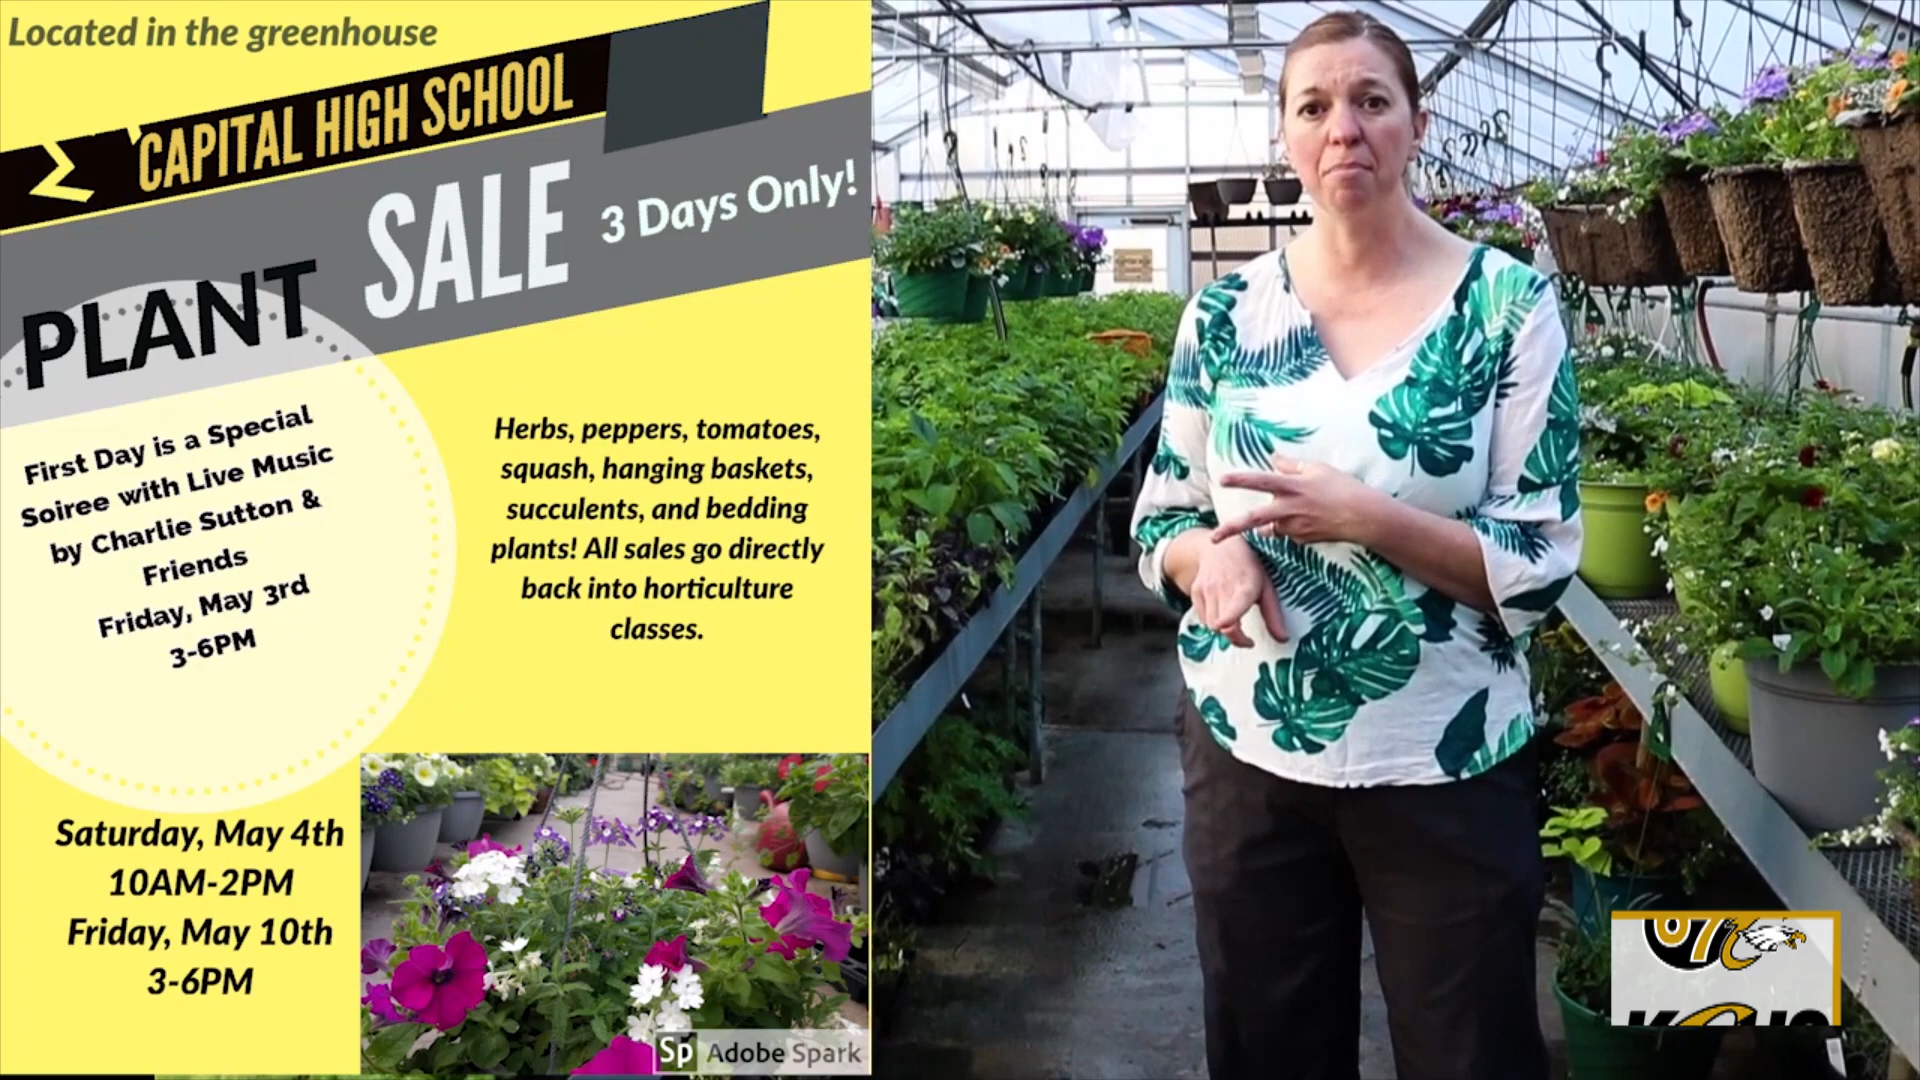 Located in the greenhouse
CAPITAL HIGH SCHOOL
PLANT SALE 3 Days Only!
First Day is a Special
Soiree with Live Music
by Charlie Sutton &
Friends
Friday, May 3rd
3-6PM
Herbs, peppers, tomatoes,
squash, hanging baskets,
succulents, and bedding
plants! All sales go directly
back into horticulture
classes.
Saturday, May 4th
10AM-2PM
Friday, May 10th
3-6PM
Sp Adobe Spark